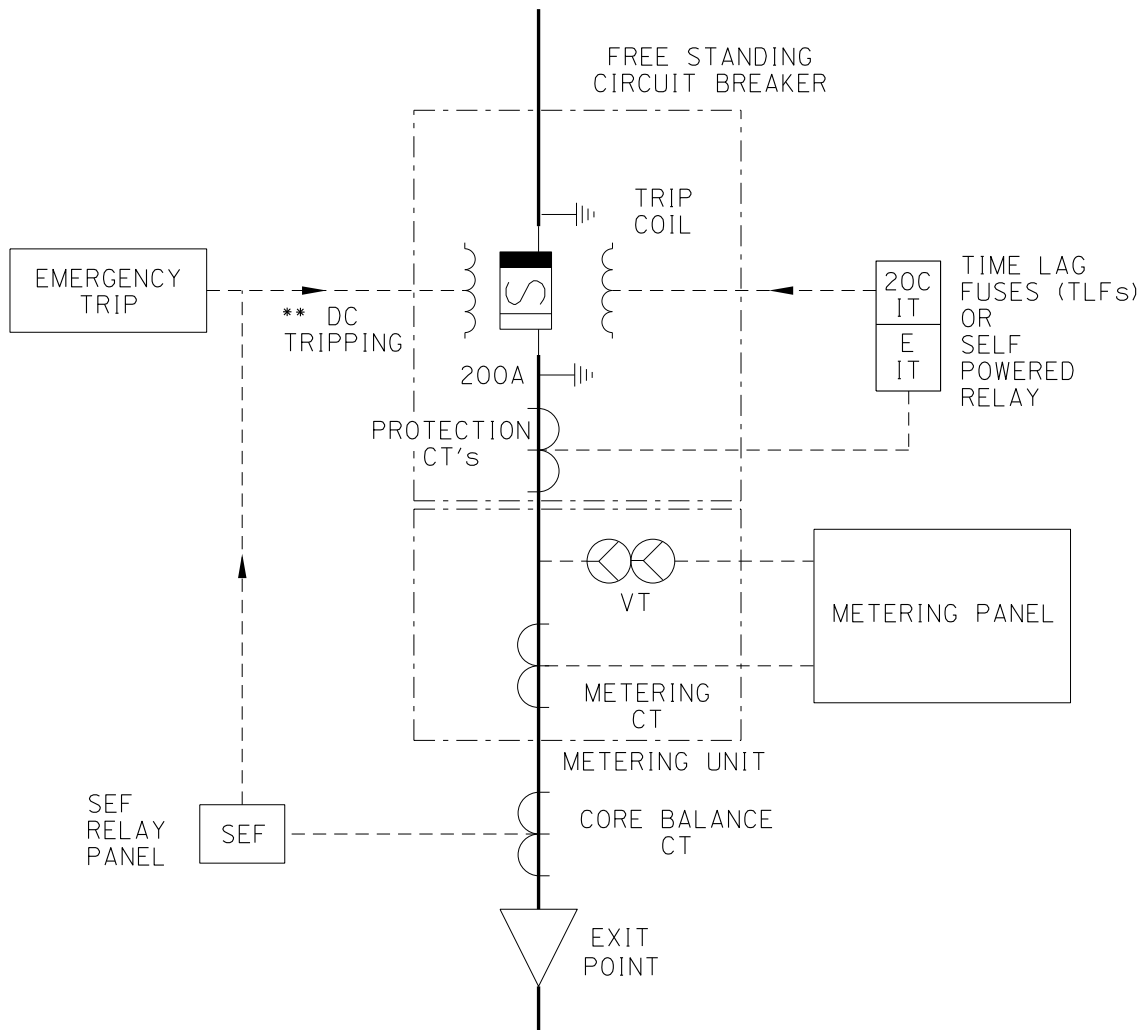 FREE STANDING
CIRCUIT BREAKER
TRIP
COIL
EMERGENCY
TRIP
** DC
TRIPPING
S
2OC
IT
E
IT
TIME LAG
FUSES (TLFs)
OR
SELF
POWERED
RELAY
200A
PROTECTION
CT's
VT
METERING PANEL
METERING
CT
METERING UNIT
SEF
RELAY
PANEL
SEF
CORE BALANCE
CT
EXIT
POINT